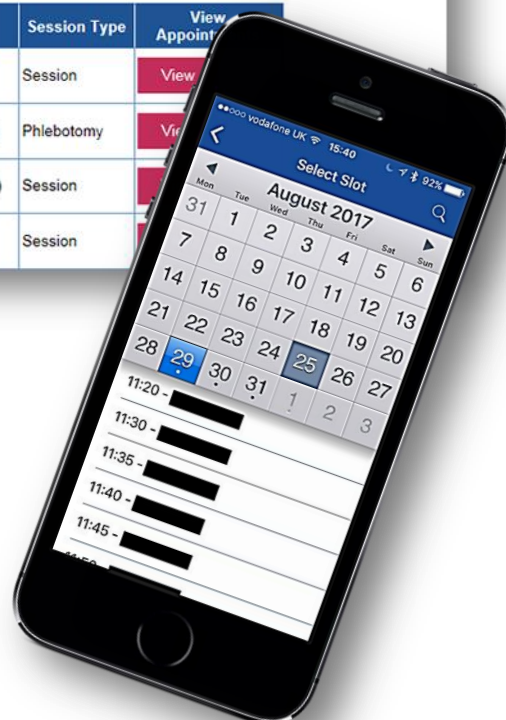 Session Type View
Session View
Phlebotomy
Session
Session
vodafone UK 15:40 92%
Select Slot
August 2017
Mon Tue Wed Thu Fri Sat Sun
31 1 2 3 4 5 6
7 8 9 10 11 12 13
14 15 16 17 18 19 20
21 22 23 24 25 26 27
28 29 30 31 1 2 3
11:20 -
11:30 -
11:35 -
11:40 -
11:45 -